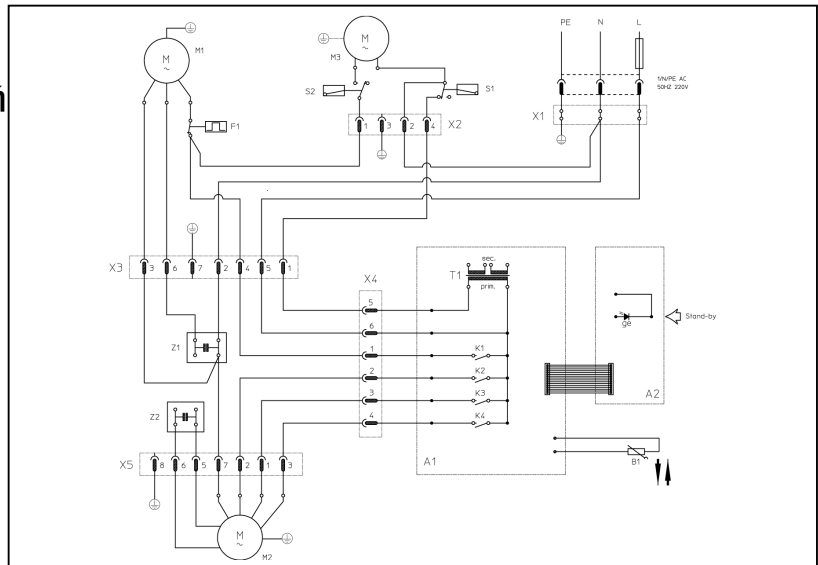 ń
M
~
M1
M
~
M3
S2
S1
F1
PE N L
1/N/PE AC
50HZ 220V
X1
1 3 2 4 X2
X3 3 6 7 2 4 5 1
Z1
Z2
X4
5
6
1
2
3
4
sec.
T1
prim.
K1
K2
K3
K4
A1
ge
Stand-by
A2
B1
X5 8 6 5 7 2 1 3
M
~
M2